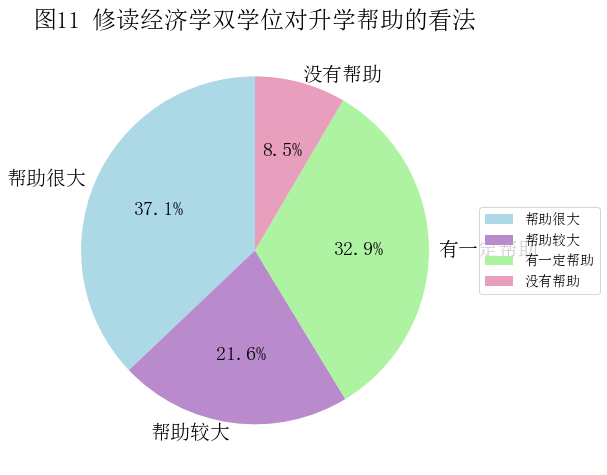 图11 修读经济学双学位对升学帮助的看法
没有帮助
8.5%
帮助很大
37.1%
32.9%
有一定帮助
21.6%
帮助较大
帮助很大
帮助较大
有一定帮助
没有帮助